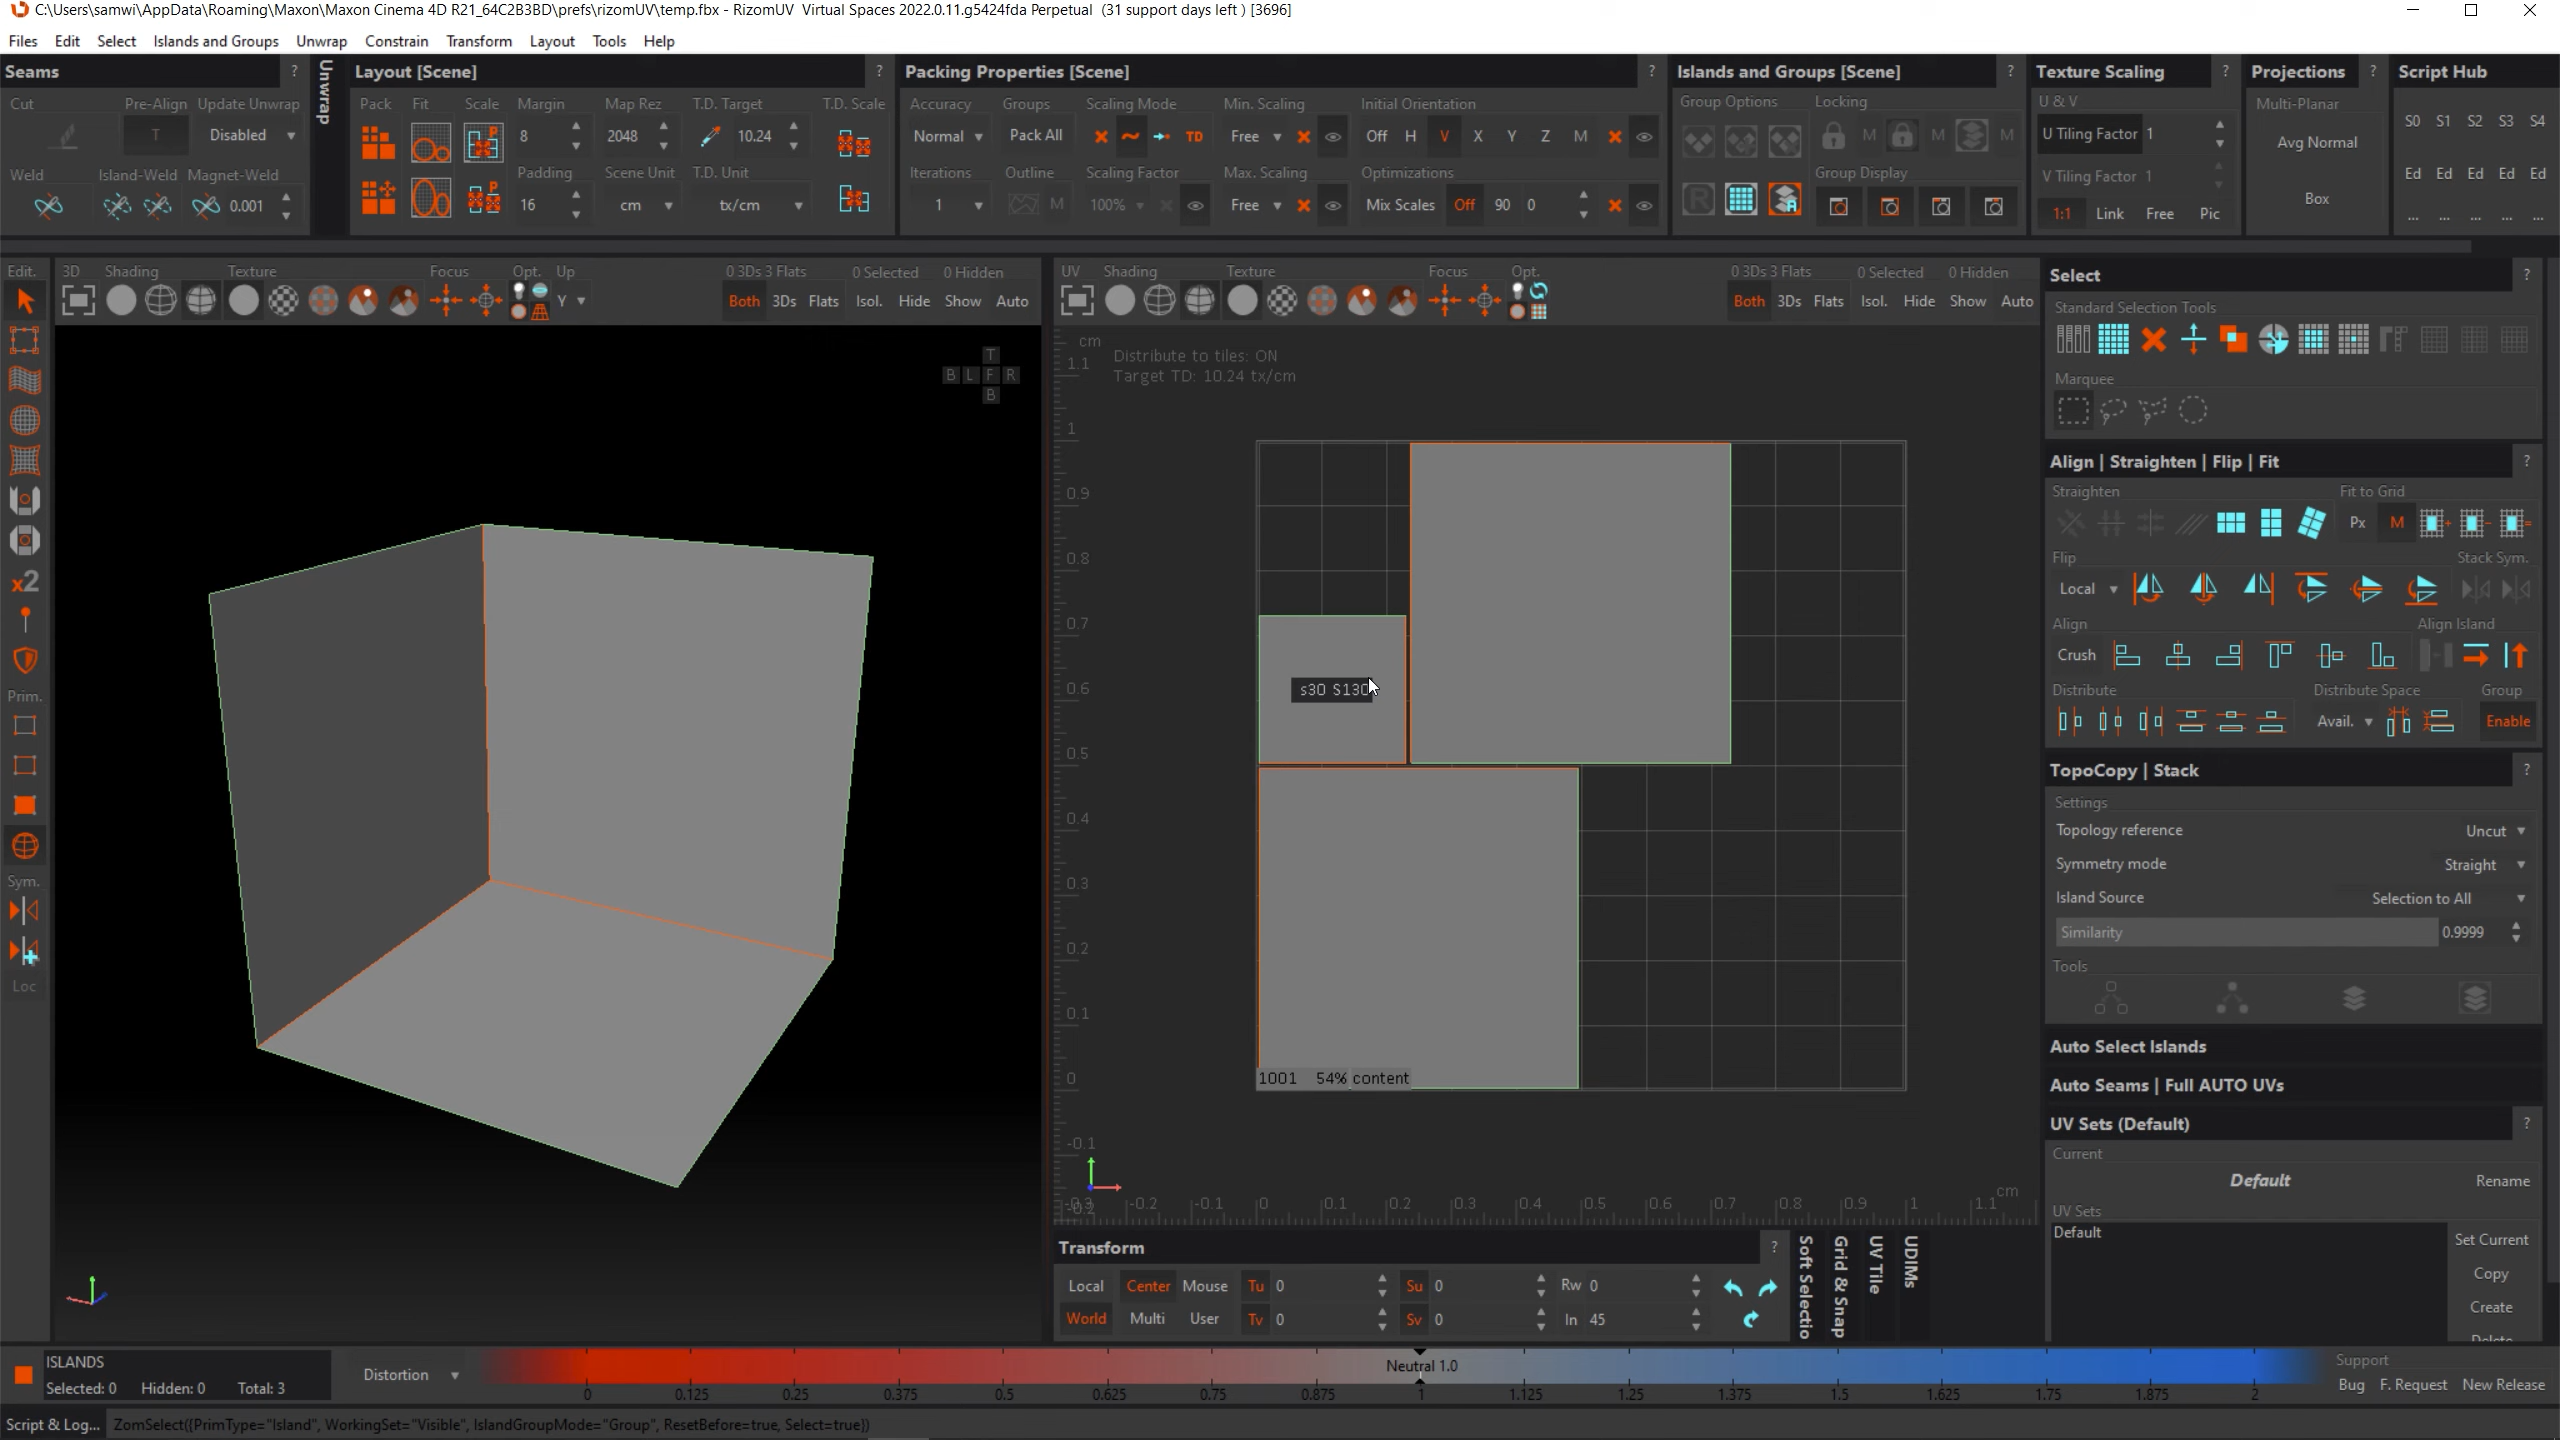 C:\Users\samwi\AppData\Roaming\Maxon\Maxon Cinema 4D R21_64C2B3BD\prefs\rizomUV\temp.fbx - RizomUV Virtual Spaces 2022.0.11.g5424fda Perpetual (31 support days left ) [3696]
Files Edit Select Islands and Groups Unwrap Constrain Transform Layout Tools Help
Seams ? Unwrap Layout [Scene] ? Packing Properties [Scene] ? Islands and Groups [Scene] ? Texture Scaling ? Projections ? Script Hub
Cut Pre-Align Update Unwrap Pack Fit Scale Margin Map Rez T.D. Target T.D. Scale Accuracy Groups Scaling Mode Min. Scaling Initial Orientation Group Options Locking U & V Multi-Planar
T Disabled 8 2048 10.24 Normal Pack All TD Free Off H V X Y Z M M M M U Tiling Factor 1 Avg Normal S0 S1 S2 S3 S4
Weld Island-Weld Magnet-Weld Padding Scene Unit T.D. Unit Iterations Outline Scaling Factor Max. Scaling Optimizations Group Display V Tiling Factor 1 Ed Ed Ed Ed Ed
0.001 16 cm tx/cm 1 M 100% Free Mix Scales Off 90 0 R 1:1 Link Free Pic Box ... ... ... ... ...
Edit. 3D Shading Texture Focus Opt. Up 0 3Ds 3 Flats 0 Selected 0 Hidden
Y Both 3Ds Flats Isol. Hide Show Auto
UV Shading Texture Focus Opt. 0 3Ds 3 Flats 0 Selected 0 Hidden
Both 3Ds Flats Isol. Hide Show Auto
x2
Prim.
Sym.
Loc
T
B L F R
B
cm
Distribute to tiles: ON
Target TD: 10.24 tx/cm
1.1
1
0.9
0.8
0.7
0.6
0.5
0.4
0.3
0.2
0.1
0
-0.1
s30 S130
1001 54% content
-0.2 -0.1 0 0.1 0.2 0.3 0.4 0.5 0.6 0.7 0.8 0.9 1 1.1 cm
Transform ?
Local Center Mouse Tu 0 Su 0 Rw 0
World Multi User Tv 0 Sv 0 In 45
Soft Selectio
Grid & Snap
UV Tile
UDIMs
Select ?
Standard Selection Tools
Marquee
Align | Straighten | Flip | Fit ?
Straighten Fit to Grid
Px M
Flip Stack Sym.
Local
Align Align Island
Crush
Distribute Distribute Space Group
Avail. Enable
TopoCopy | Stack ?
Settings
Topology reference Uncut
Symmetry mode Straight
Island Source Selection to All
Similarity 0.9999
Tools
Auto Select Islands
Auto Seams | Full AUTO UVs
UV Sets (Default) ?
Current
Default Rename
UV Sets
Default
Set Current
Copy
Create
Delete
ISLANDS
Selected: 0 Hidden: 0 Total: 3
Distortion
Neutral 1.0
0 0.125 0.25 0.375 0.5 0.625 0.75 0.875 1 1.125 1.25 1.375 1.5 1.625 1.75 1.875 2
Support
Bug F. Request New Release
Script & Log... ZomSelect({PrimType="Island", WorkingSet="Visible", IslandGroupMode="Group", ResetBefore=true, Select=true})